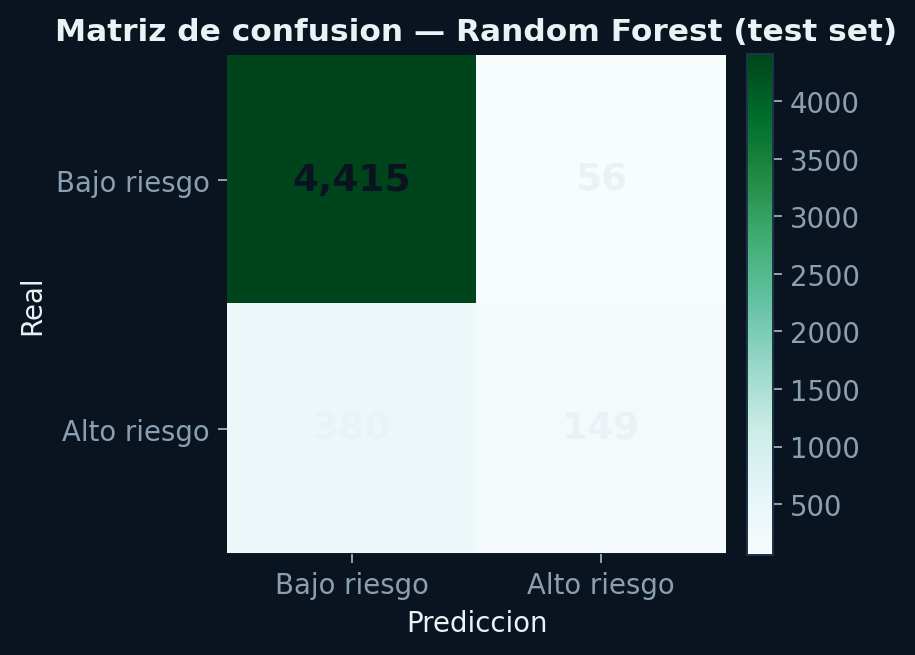 Matriz de confusion — Random Forest (test set)
Real
Bajo riesgo
Alto riesgo
4,415
56
380
149
Bajo riesgo
Alto riesgo
Prediccion
4000
3500
3000
2500
2000
1500
1000
500